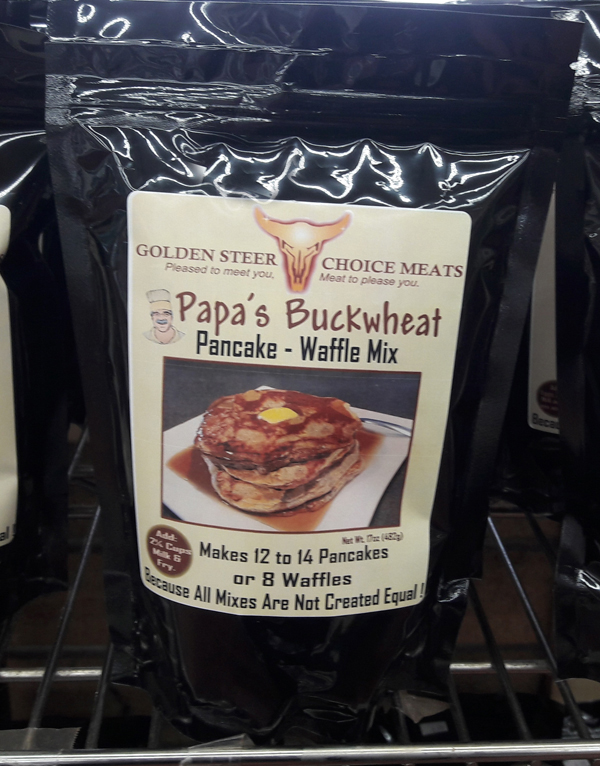 GOLDEN STEER CHOICE MEATS
Pleased to meet you, Meat to please you.
Papa's Buckwheat
Pancake - Waffle Mix
Net Wt. 17oz (482g)
Add:
2¼ Cups
Milk &
Fry.
Makes 12 to 14 Pancakes
or 8 Waffles
Because All Mixes Are Not Created Equal !